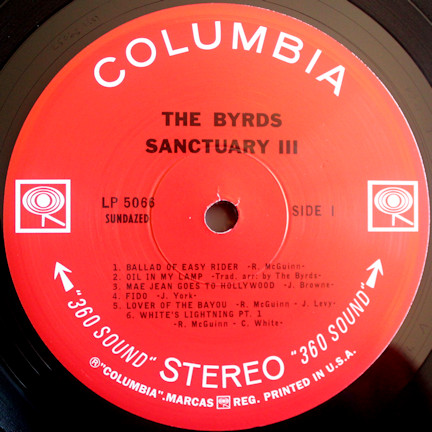 COLUMBIA
THE BYRDS
SANCTUARY III
LP 5066
SUNDAZED
SIDE 1
1. BALLAD OF EASY RIDER -R. McGuinn-
2. OIL IN MY LAMP -Trad. arr. by The Byrds-
3. MAE JEAN GOES TO HOLLYWOOD -J. Browne-
4. FIDO -J. York-
5. LOVER OF THE BAYOU -R. McGuinn - J. Levy-
6. WHITE'S LIGHTNING PT. 1
-R. McGuinn - C. White-
"360 SOUND" STEREO "360 SOUND"
® "COLUMBIA". MARCAS REG. PRINTED IN U.S.A.